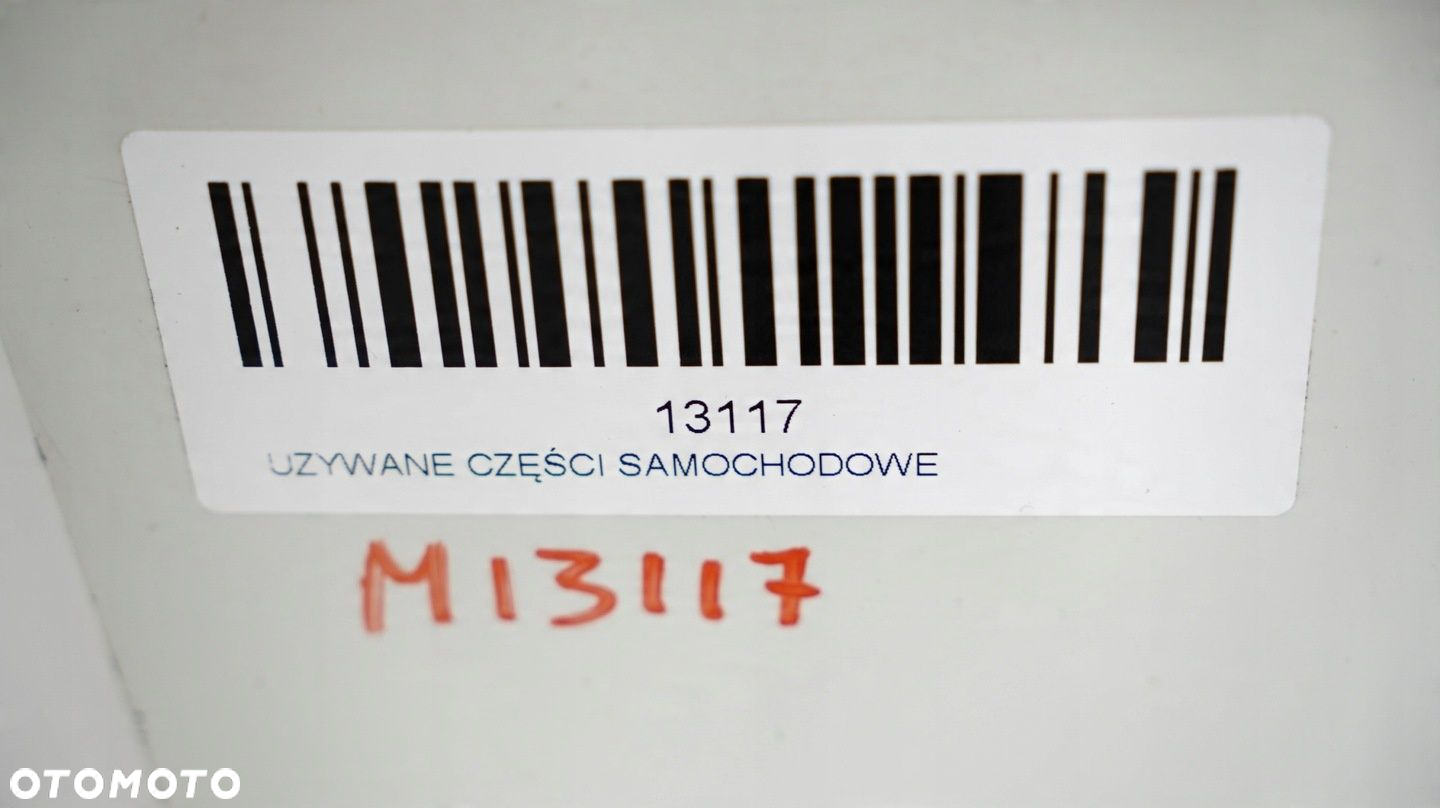 13117
UZYWANE CZĘŚCI SAMOCHODOWE
M13117
OTOMOTO